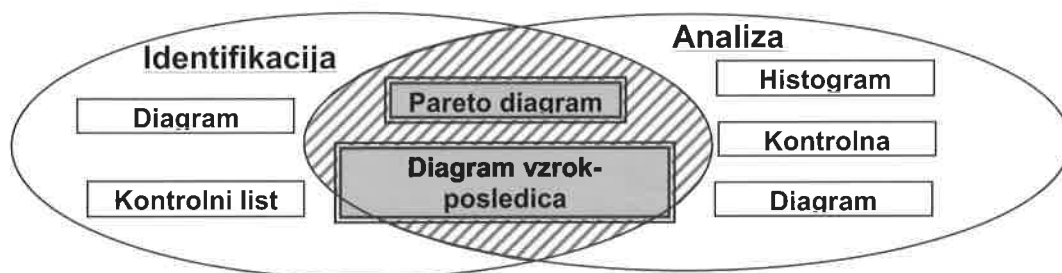 Identifikacija
Analiza
Pareto diagram
Histogram
Diagram
Kontrolna
Diagram vzrok-
posledica
Kontrolni list
Diagram